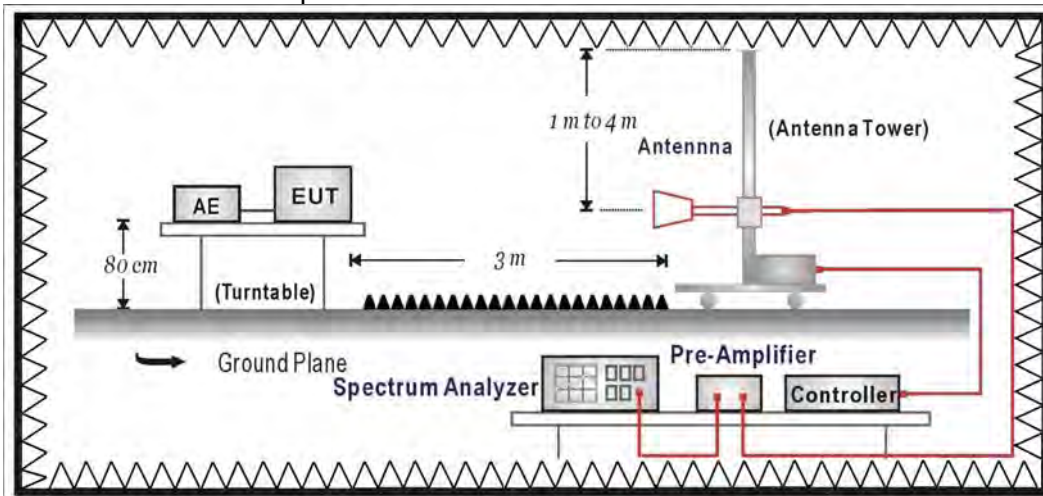 1 m to 4 m
Antennna
(Antenna Tower)
AE
EUT
80 cm
(Turntable)
3 m
Ground Plane
Spectrum Analyzer
Pre-Amplifier
Controller